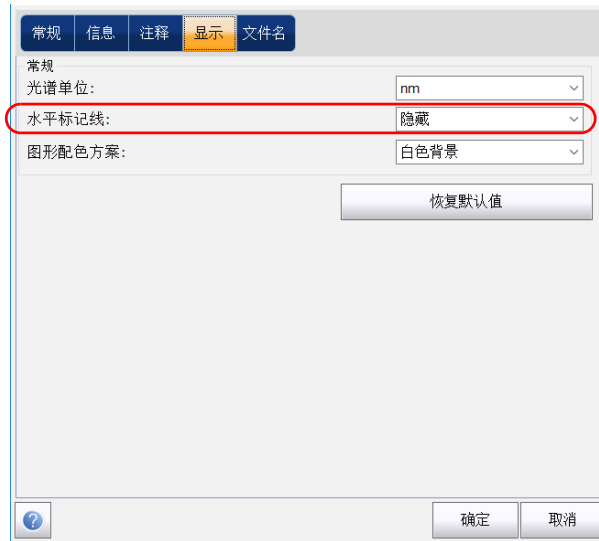 常规 信息 注释 显示 文件名
常规
光谱单位: nm
水平标记线: 隐藏
图形配色方案: 白色背景
恢复默认值
? 确定 取消